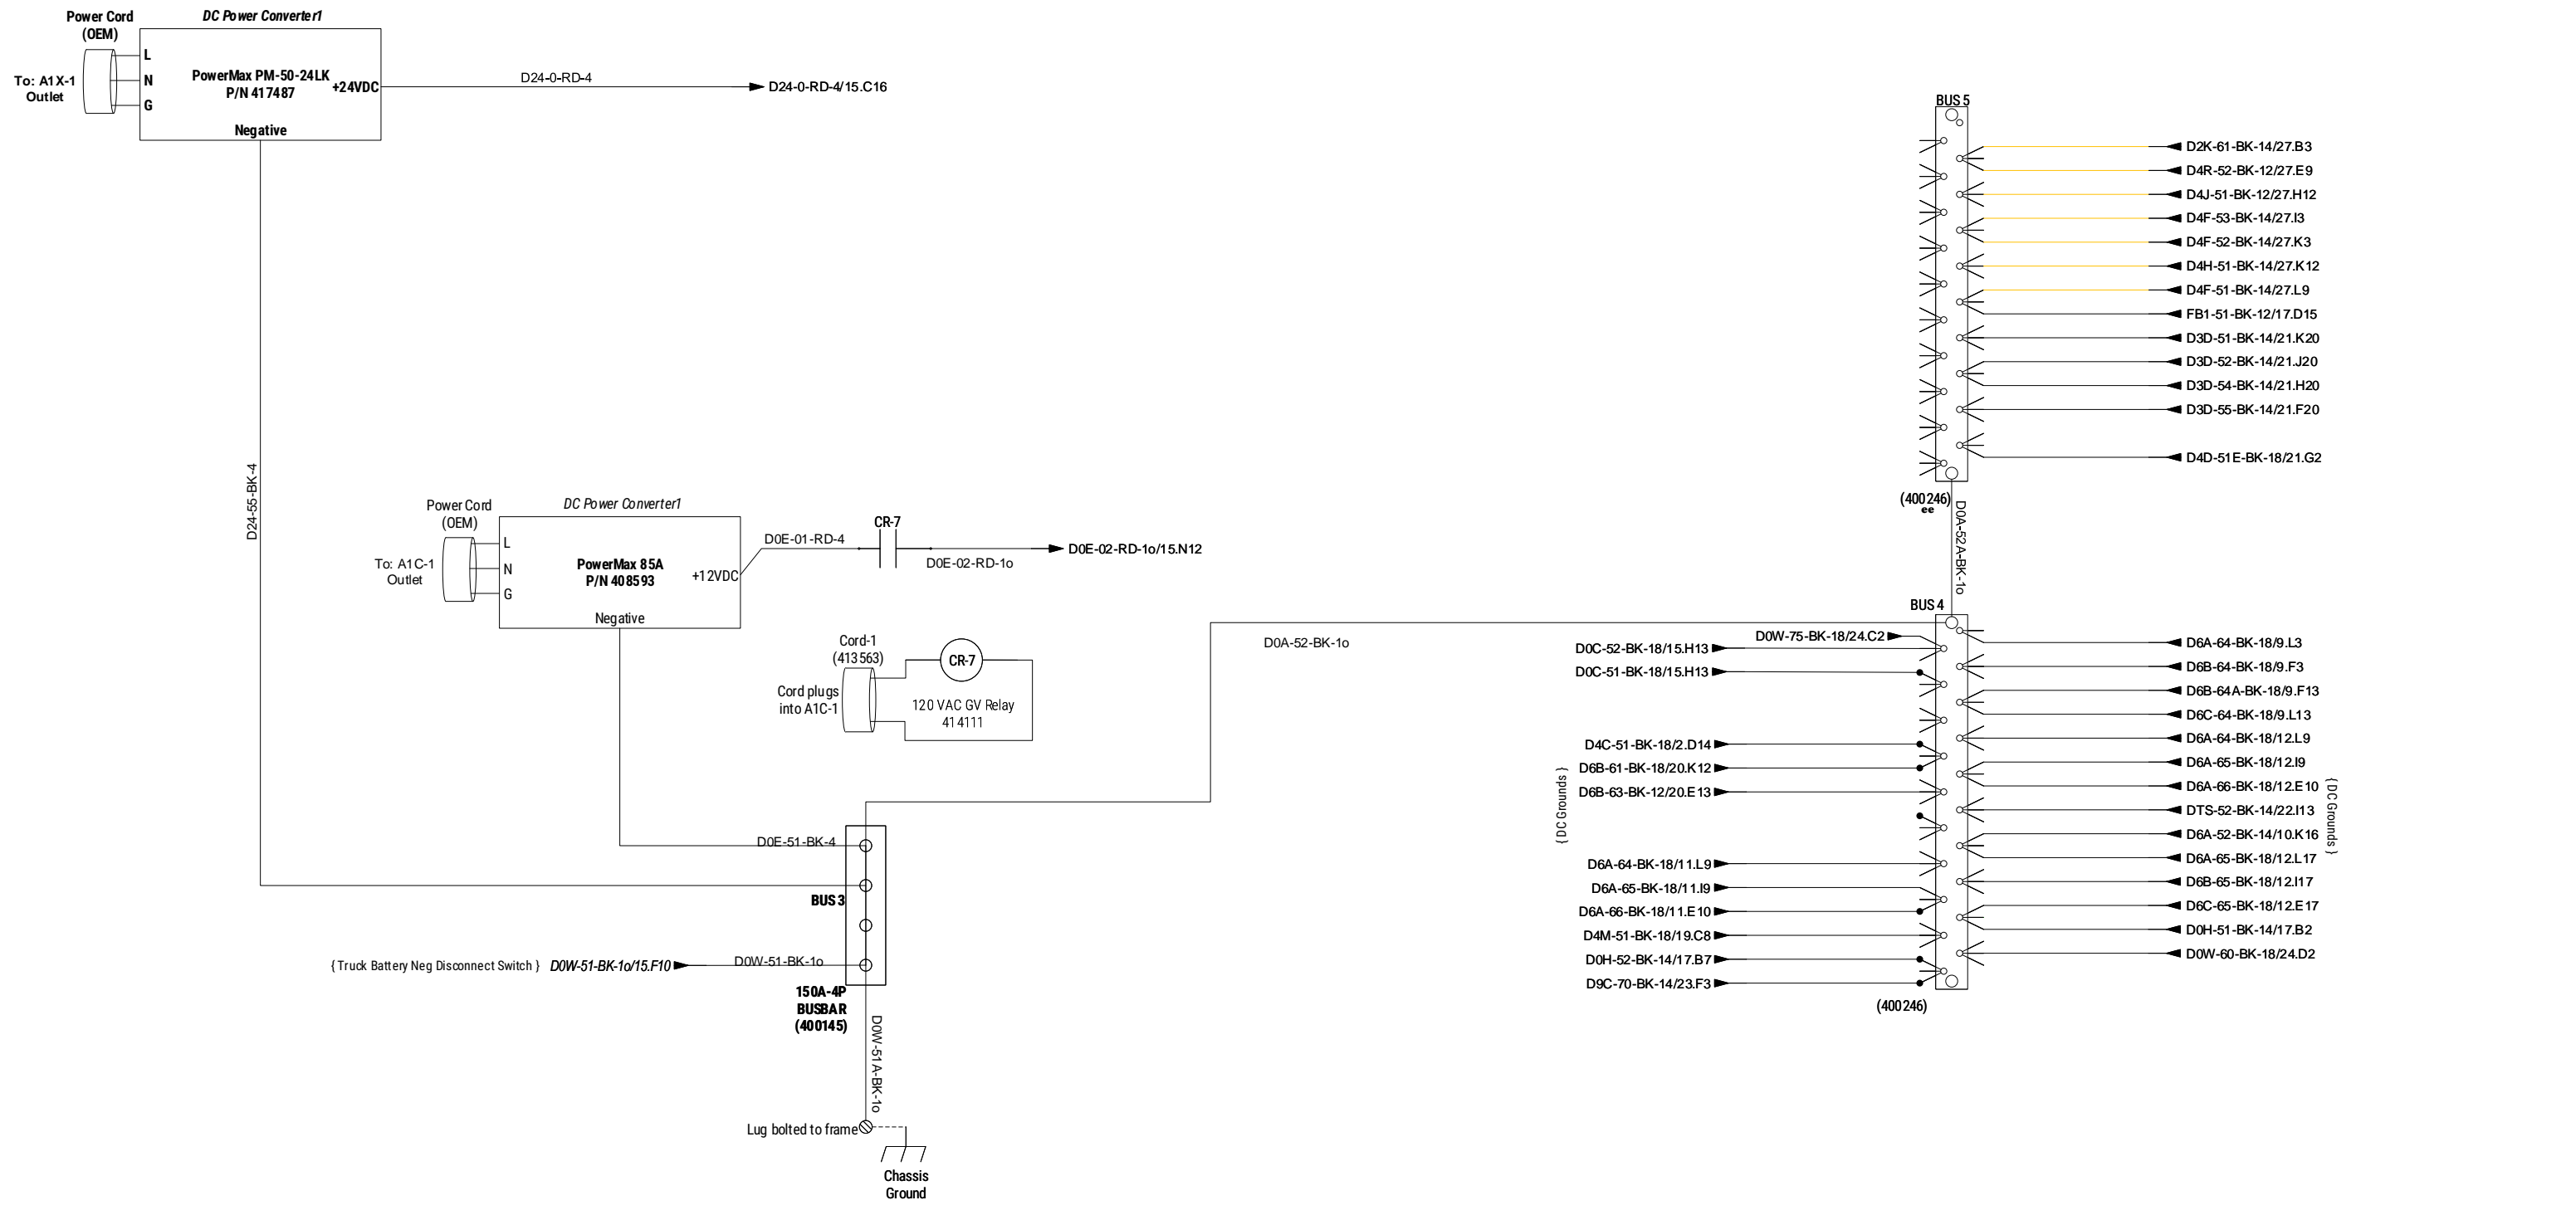 Power Cord
(OEM)
DC Power Converter1
To: A1X-1
Outlet
L
N
G
PowerMax PM-50-24LK
P/N 417487
+24VDC
Negative
D24-0-RD-4
D24-0-RD-4/15.C16
D24-55-BK-4
Power Cord
(OEM)
DC Power Converter1
To: A1C-1
Outlet
L
N
G
PowerMax 85A
P/N 408593
+12VDC
Negative
D0E-01-RD-4
CR-7
D0E-02-RD-1o
D0E-02-RD-1o/15.N12
Cord-1
(413563)
Cord plugs
into A1C-1
CR-7
120 VAC GV Relay
414111
D0E-51-BK-4
BUS 3
{ Truck Battery Neg Disconnect Switch }
D0W-51-BK-1o/15.F10
D0W-51-BK-1o
150A-4P
BUSBAR
(400145)
D0W-51A-BK-1o
Lug bolted to frame
Chassis
Ground
D0A-52-BK-1o
BUS 5
D2K-61-BK-14/27.B3
D4R-52-BK-12/27.E9
D4J-51-BK-12/27.H12
D4F-53-BK-14/27.I3
D4F-52-BK-14/27.K3
D4H-51-BK-14/27.K12
D4F-51-BK-14/27.L9
FB1-51-BK-12/17.D15
D3D-51-BK-14/21.K20
D3D-52-BK-14/21.J20
D3D-54-BK-14/21.H20
D3D-55-BK-14/21.F20
D4D-51E-BK-18/21.G2
(400246)
ee
D0A-52A-BK-1o
BUS 4
D0W-75-BK-18/24.C2
D0C-52-BK-18/15.H13
D0C-51-BK-18/15.H13
D4C-51-BK-18/2.D14
D6B-61-BK-18/20.K12
D6B-63-BK-12/20.E13
{ DC Grounds }
D6A-64-BK-18/11.L9
D6A-65-BK-18/11.I9
D6A-66-BK-18/11.E10
D4M-51-BK-18/19.C8
D0H-52-BK-14/17.B7
D9C-70-BK-14/23.F3
D6A-64-BK-18/9.L3
D6B-64-BK-18/9.F3
D6B-64A-BK-18/9.F13
D6C-64-BK-18/9.L13
D6A-64-BK-18/12.L9
D6A-65-BK-18/12.I9
D6A-66-BK-18/12.E10
DTS-52-BK-14/22.I13
D6A-52-BK-14/10.K16
D6A-65-BK-18/12.L17
D6B-65-BK-18/12.I17
D6C-65-BK-18/12.E17
D0H-51-BK-14/17.B2
D0W-60-BK-18/24.D2
{ DC Grounds }
(400246)